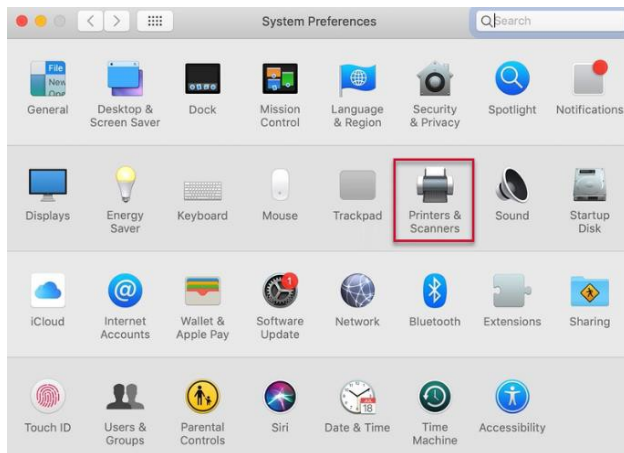 System Preferences
Search
File
New
General
Desktop &
Screen Saver
Dock
Mission
Control
Language
& Region
Security
& Privacy
Spotlight
Notifications
Displays
Energy
Saver
Keyboard
Mouse
Trackpad
Printers &
Scanners
Sound
Startup
Disk
iCloud
Internet
Accounts
Wallet &
Apple Pay
1
Software
Update
Network
Bluetooth
Extensions
Sharing
Touch ID
Users &
Groups
Parental
Controls
Siri
18
Date & Time
Time
Machine
Accessibility